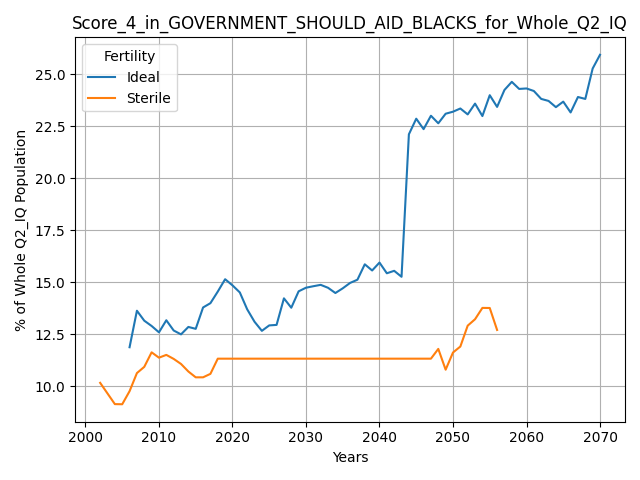 Score_4_in_GOVERNMENT_SHOULD_AID_BLACKS_for_Whole_Q2_IQ
Fertility
Ideal
Sterile
% of Whole Q2_IQ Population
25.0
22.5
20.0
17.5
15.0
12.5
10.0
2000 2010 2020 2030 2040 2050 2060 2070
Years